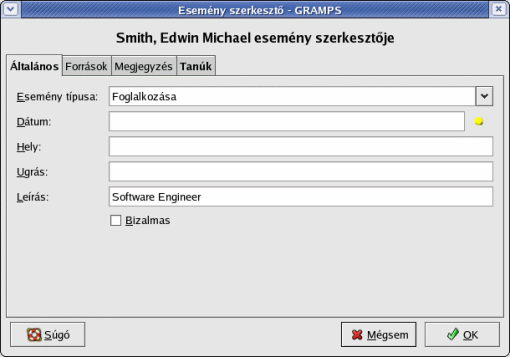 Esemény szerkesztő - GRAMPS
Smith, Edwin Michael esemény szerkesztője
Általános Források Megjegyzés Tanúk
Esemény típusa: Foglalkozása
Dátum:
Hely:
Ugrás:
Leírás: Software Engineer
Bizalmas
Súgó Mégsem OK